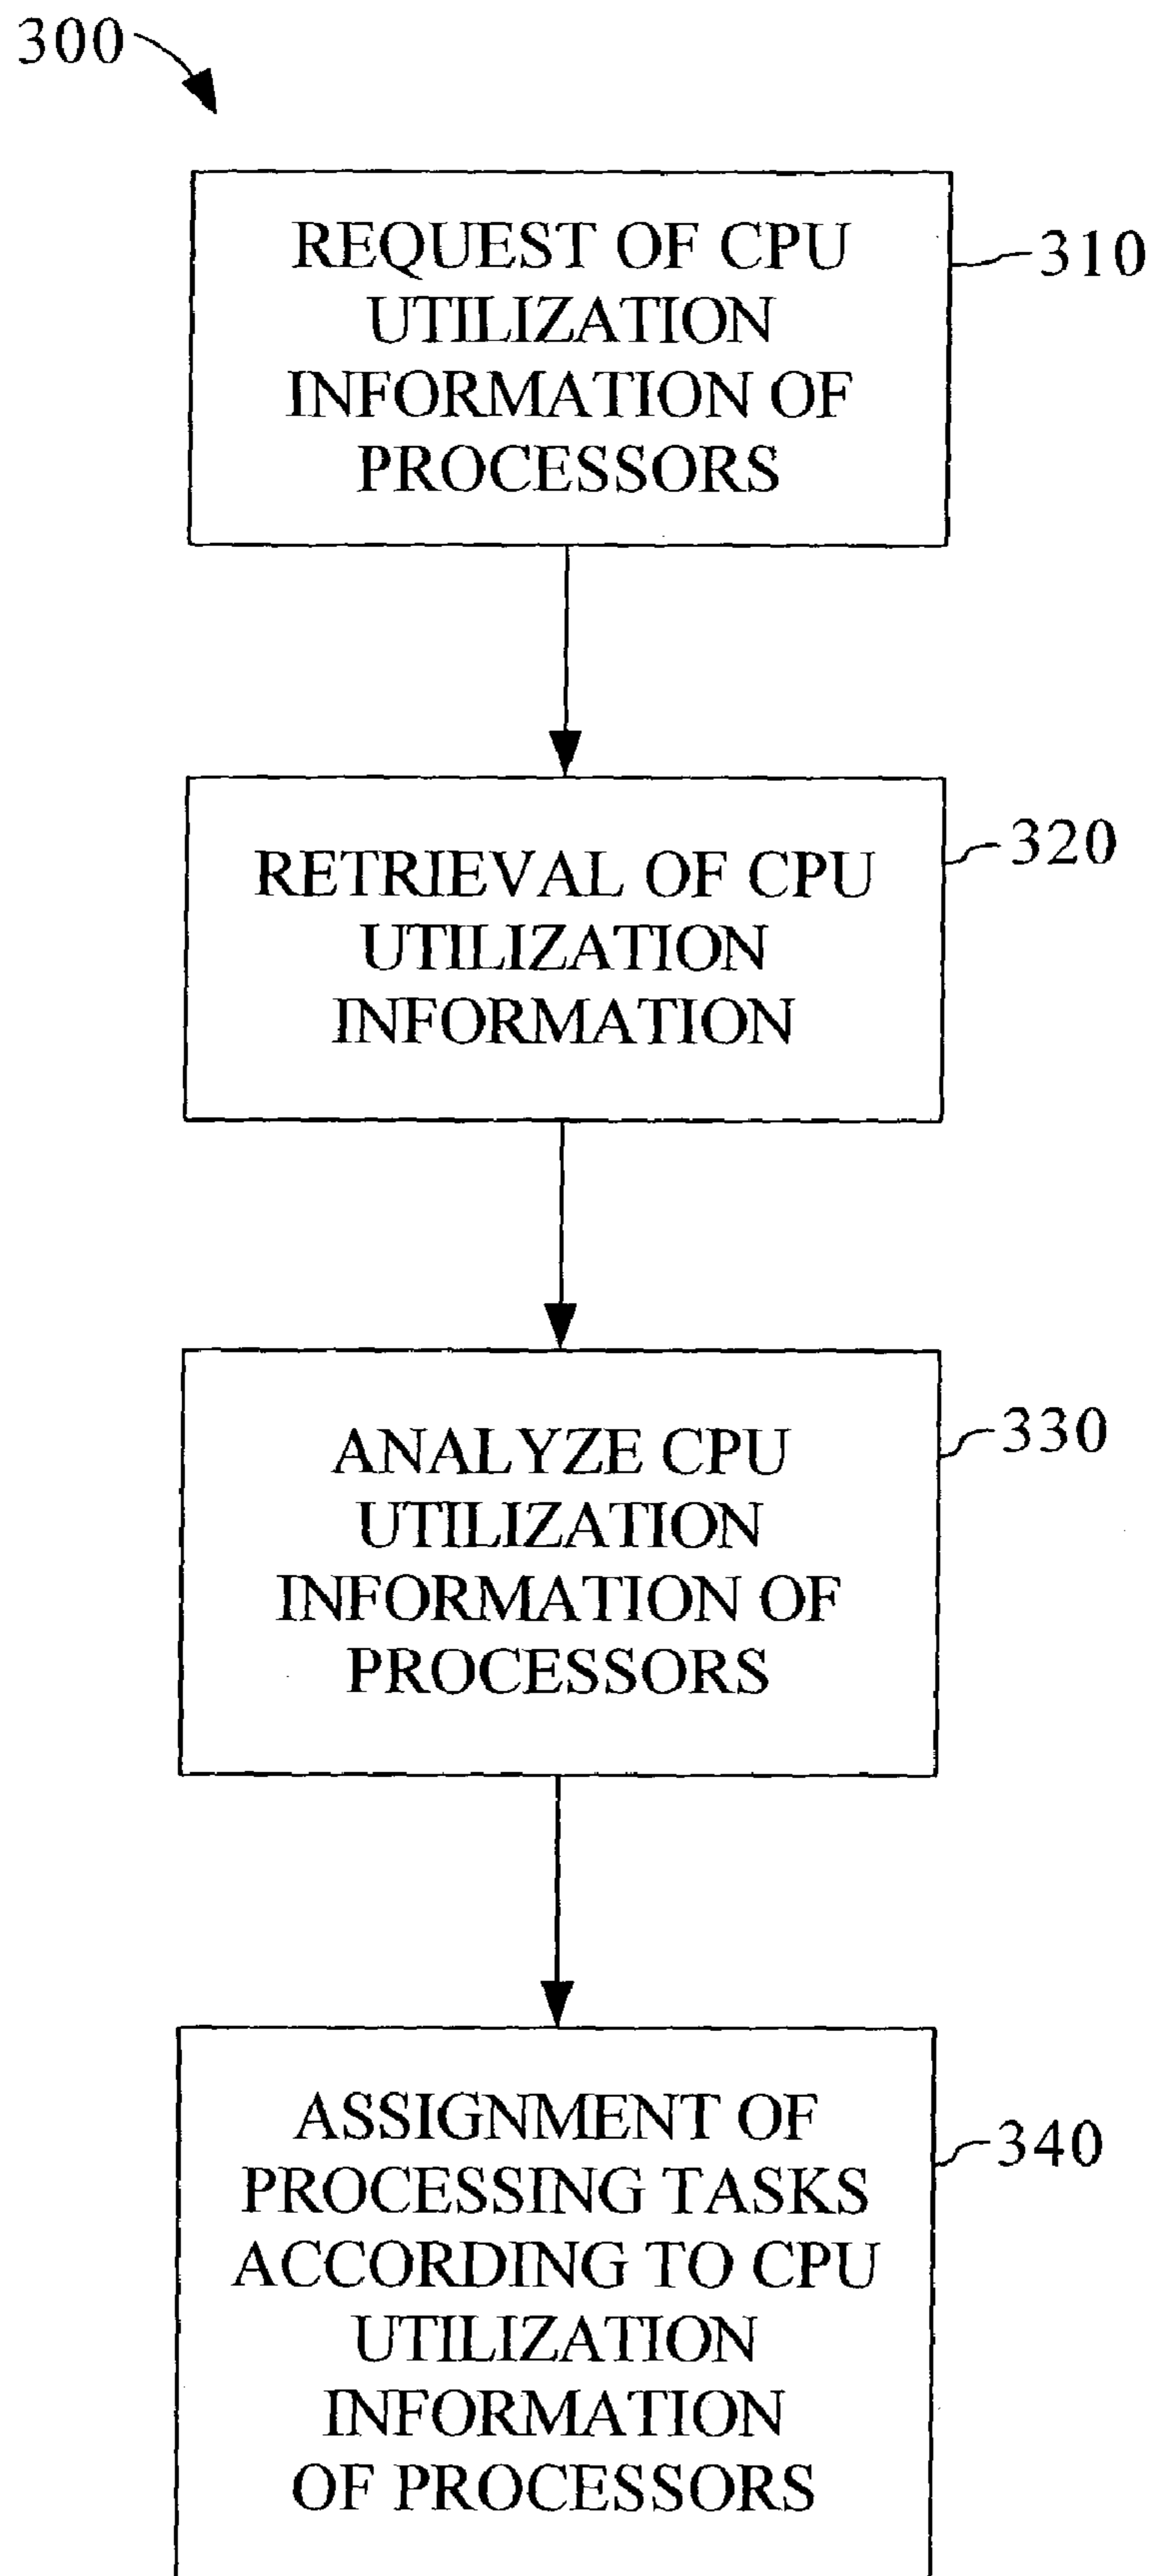 300
REQUEST OF CPU
UTILIZATION
INFORMATION OF
PROCESSORS
310
RETRIEVAL OF CPU
UTILIZATION
INFORMATION
320
ANALYZE CPU
UTILIZATION
INFORMATION OF
PROCESSORS
330
ASSIGNMENT OF
PROCESSING TASKS
ACCORDING TO CPU
UTILIZATION
INFORMATION
OF PROCESSORS
340